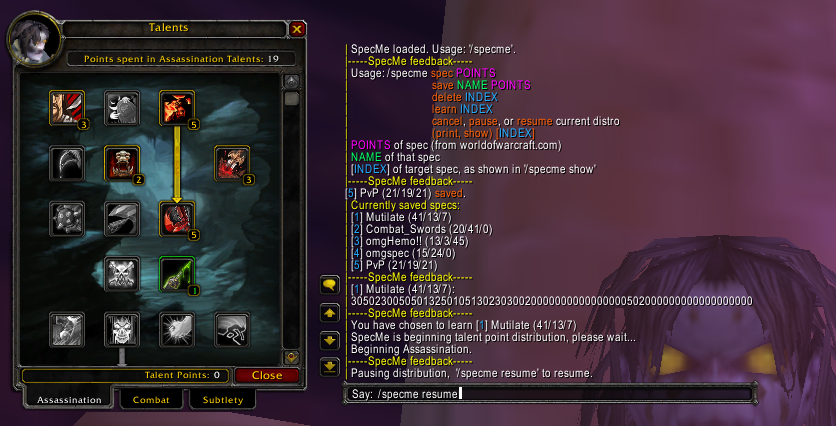 Talents
Points spent in Assassination Talents: 19
3
5
2
3
5
1
Talent Points: 0
Close
Assassination
Combat
Subtlety
SpecMe loaded. Usage: '/specme'.
-----SpecMe feedback-----
Usage: /specme spec POINTS
save NAME POINTS
delete INDEX
learn INDEX
cancel, pause, or resume current distro
(print, show) [INDEX]
POINTS of spec (from worldofwarcraft.com)
NAME of that spec
[INDEX] of target spec, as shown in '/specme show'
-----SpecMe feedback-----
[5] PvP (21/19/21) saved.
Currently saved specs:
[1] Mutilate (41/13/7)
[2] Combat_Swords (20/41/0)
[3] omgHemo!! (13/3/45)
[4] omgspec (15/24/0)
[5] PvP (21/19/21)
-----SpecMe feedback-----
[1] Mutilate (41/13/7):
-----SpecMe feedback-----
You have chosen to learn [1] Mutilate (41/13/7)
SpecMe is beginning talent point distribution, please wait...
Beginning Assassination.
-----SpecMe feedback-----
Pausing distribution, '/specme resume' to resume.
Say: /specme resume